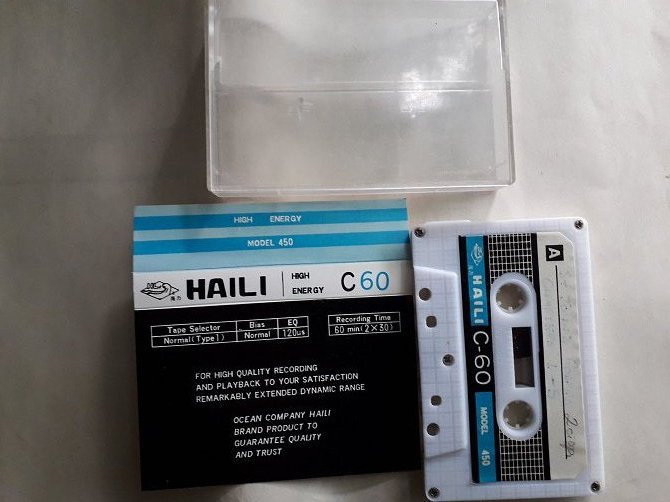 HIGH ENERGY
MODEL 450
海力
HAILI
HIGH ENERGY
C60
Tape Selector Bias EQ
Normal(Type I) Normal 120us
Recording Time
60 min(2×30)
FOR HIGH QUALITY RECORDING
AND PLAYBACK TO YOUR SATISFACTION
REMARKABLY EXTENDED DYNAMIC RANGE
OCEAN COMPANY HAILI
BRAND PRODUCT TO
GUARANTEE QUALITY
AND TRUST
A
HAILI
C-60
MODEL 450